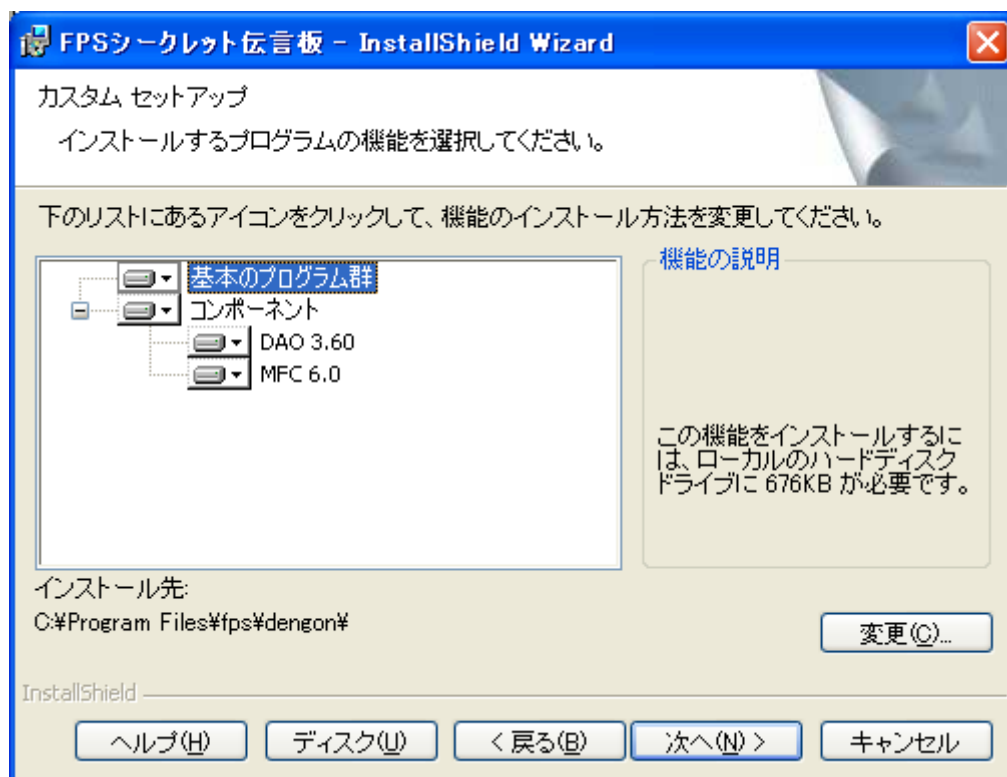 FPSシークレット伝言板 - InstallShield Wizard
カスタム セットアップ
インストールするプログラムの機能を選択してください。
下のリストにあるアイコンをクリックして、機能のインストール方法を変更してください。
基本のプログラム群
コンポーネント
DAO 3.60
MFC 6.0
機能の説明
この機能をインストールするに
は、ローカルのハードディスク
ドライブに 676KB が必要です。
インストール先:
C:¥Program Files¥fps¥dengon¥
変更(C)...
InstallShield
ヘルプ(H)
ディスク(U)
< 戻る(B)
次へ(N) >
キャンセル